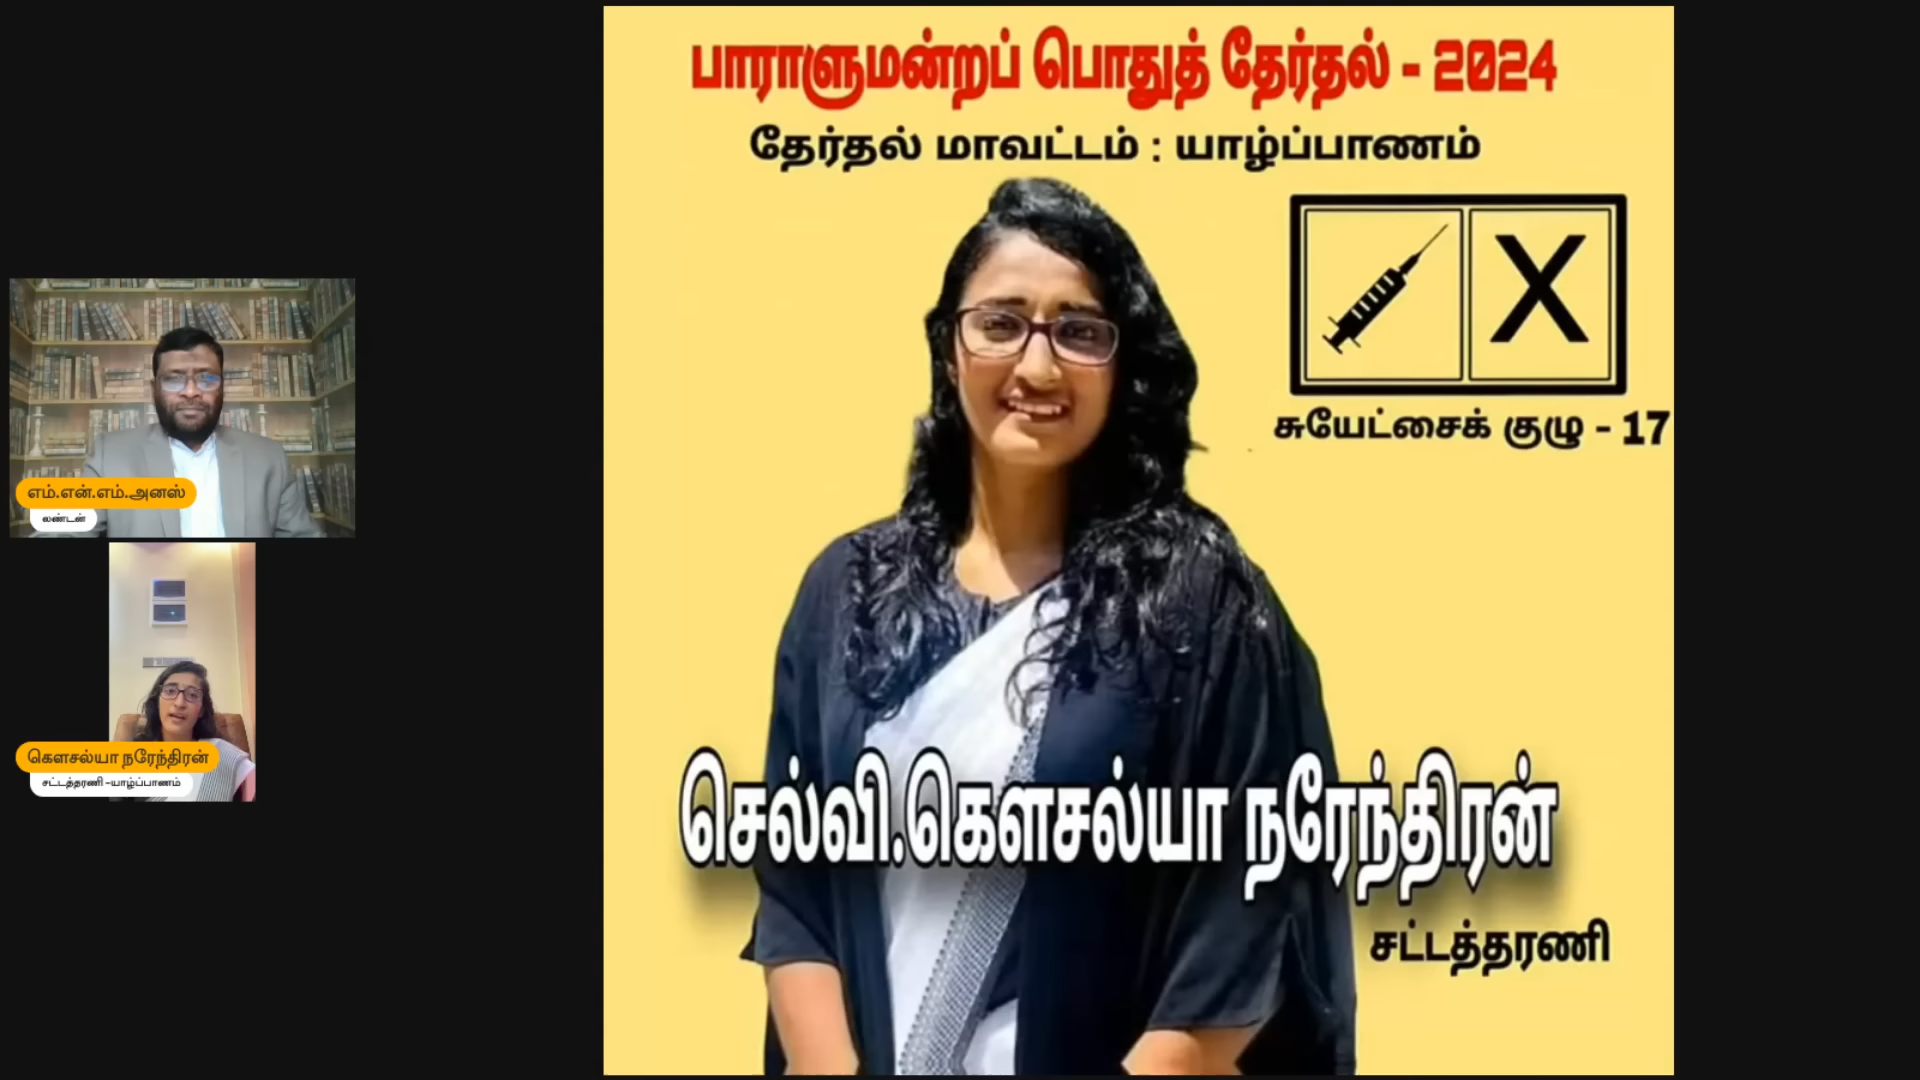 பாராளுமன்றப் பொதுத் தேர்தல் - 2024
தேர்தல் மாவட்டம் : யாழ்ப்பாணம்
X
சுயேட்சைக் குழு - 17
எம்.என்.எம்.அனஸ்
லண்டன்
கௌசல்யா நரேந்திரன்
சட்டத்தரணி -யாழ்ப்பாணம்
செல்வி.கௌசல்யா நரேந்திரன்
சட்டத்தரணி